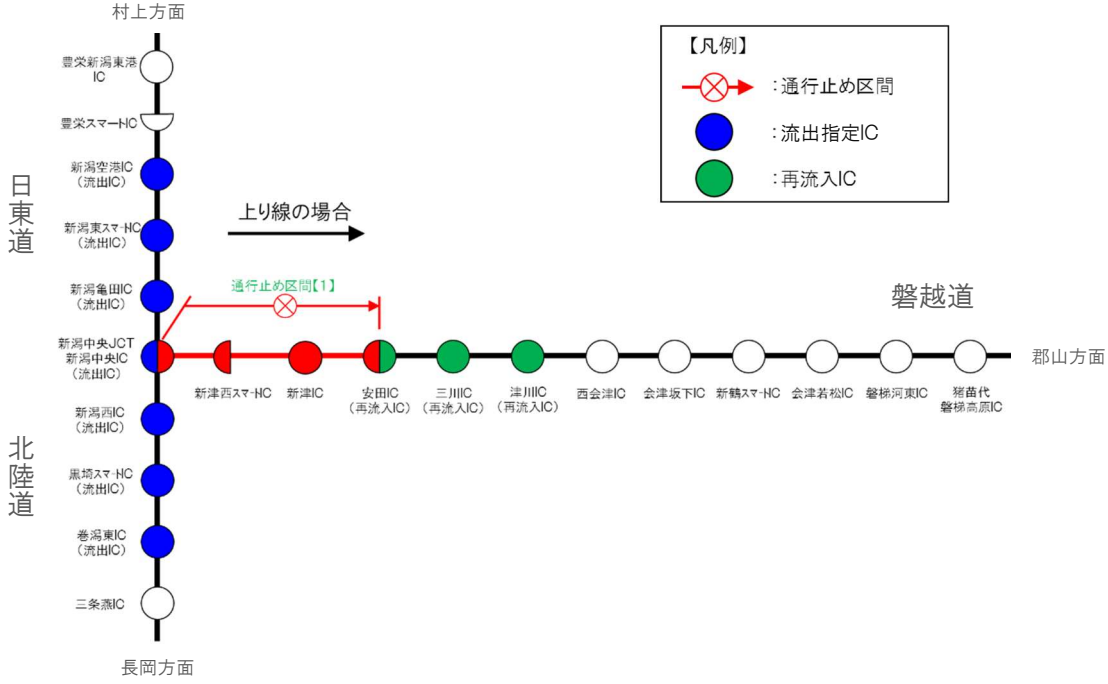 村上方面
【凡例】
:通行止め区間
:流出指定IC
:再流入IC
豊栄新潟東港
IC
豊栄スマートIC
新潟空港IC
(流出IC)
新潟東スマートIC
(流出IC)
新潟亀田IC
(流出IC)
新潟中央JCT
新潟中央IC
(流出IC)
新潟西IC
(流出IC)
黒埼スマートIC
(流出IC)
巻潟東IC
(流出IC)
三条燕IC
長岡方面
日東道
北陸道
上り線の場合
通行止め区間【1】
磐越道
郡山方面
新津西スマートIC
新津IC
安田IC
(再流入IC)
三川IC
(再流入IC)
津川IC
(再流入IC)
西会津IC
会津坂下IC
新鶴スマートIC
会津若松IC
磐梯河東IC
猪苗代
磐梯高原IC